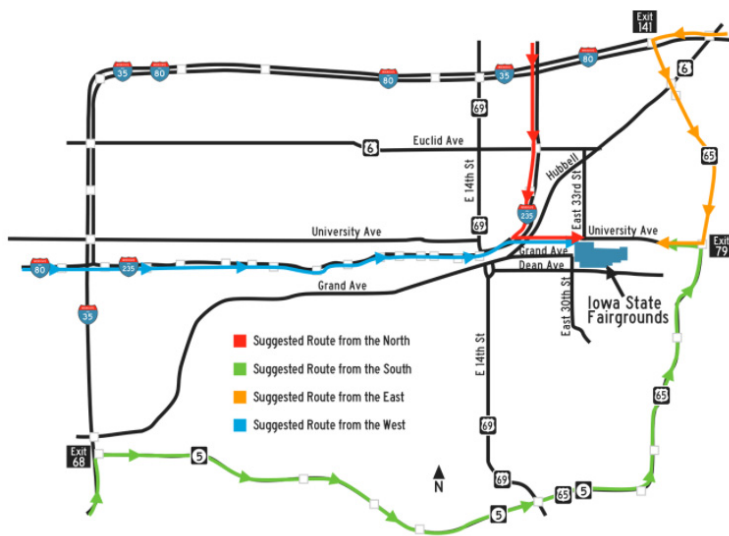 Exit
141
6
35
80
80
35
80
69
65
6
Euclid Ave
Hubbell
E 14th St
East 33rd St
235
69
University Ave
University Ave
Exit
79
Grand Ave
Dean Ave
80
235
Grand Ave
East 30th St
Iowa State
Fairgrounds
35
Suggested Route from the North
Suggested Route from the South
Suggested Route from the East
Suggested Route from the West
E 14th St
65
69
Exit
68
5
N
69
65
5
5